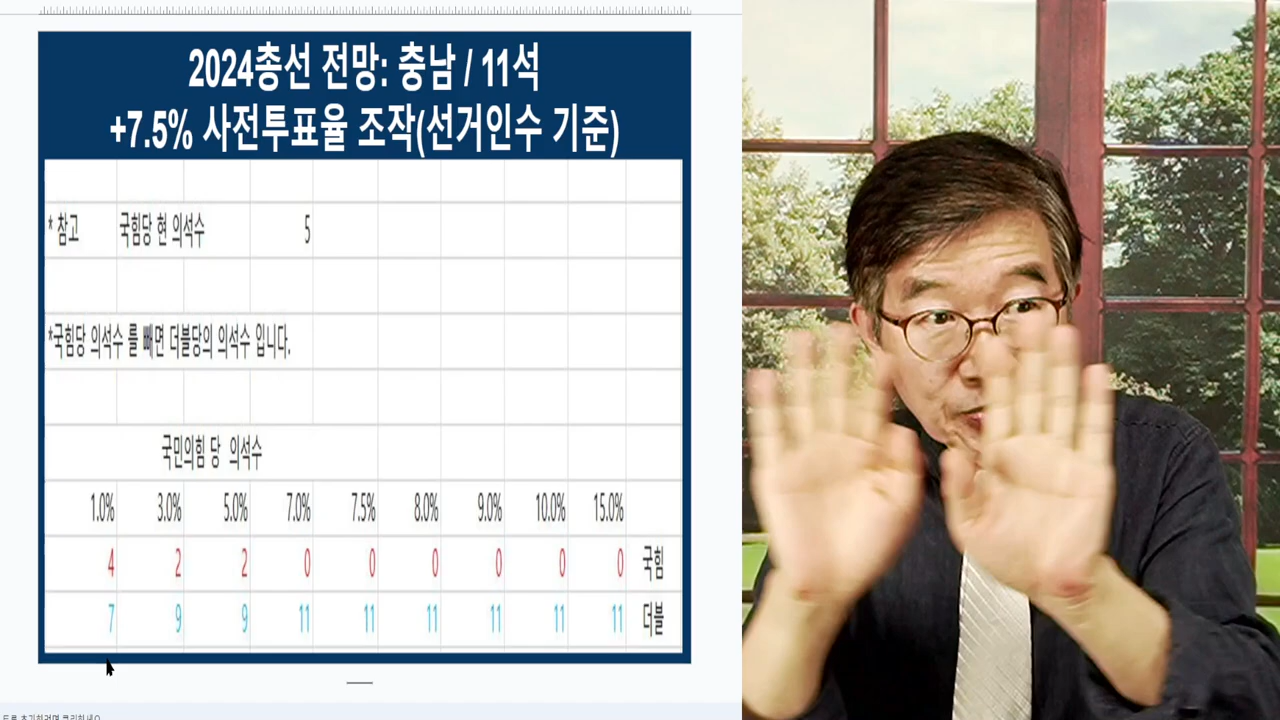 2024총선 전망: 충남 / 11석
+7.5% 사전투표율 조작(선거인수 기준)
* 참고 국힘당 현 의석수 5
*국힘당 의석수 를 빼면 더블당의 의석수 입니다.
국민의힘 당 의석수
1.0% 3.0% 5.0% 7.0% 7.5% 8.0% 9.0% 10.0% 15.0%
4 2 2 0 0 0 0 0 0 국힘
7 9 9 11 11 11 11 11 11 더블